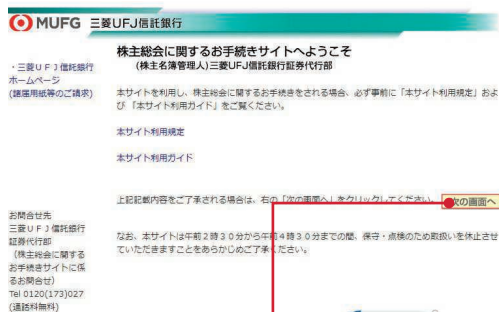 MUFG 三菱UFJ信託銀行
株主総会に関するお手続きサイトへようこそ
(株主名簿管理人)三菱UFJ信託銀行証券代行部
・三菱ＵＦＪ信託銀行
ホームページ
(諸届用紙等のご請求)
本サイトを利用し、株主総会に関するお手続きをされる場合、必ず事前に「本サイト利用規定」およ
び「本サイト利用ガイド」をご覧ください。
本サイト利用規定
本サイト利用ガイド
上記記載内容をご了承される場合は、右の「次の画面へ」をクリックしてください。
次の画面へ
なお、本サイトは午前２時３０分から午前４時３０分までの間、保守・点検のため取扱いを休止させ
ていただきますことをあらかじめご了承ください。
お問合せ先
三菱ＵＦＪ信託銀行
証券代行部
(株主総会に関する
お手続きサイトに係
るお問合せ)
Tel 0120(173)027
(通話料無料)